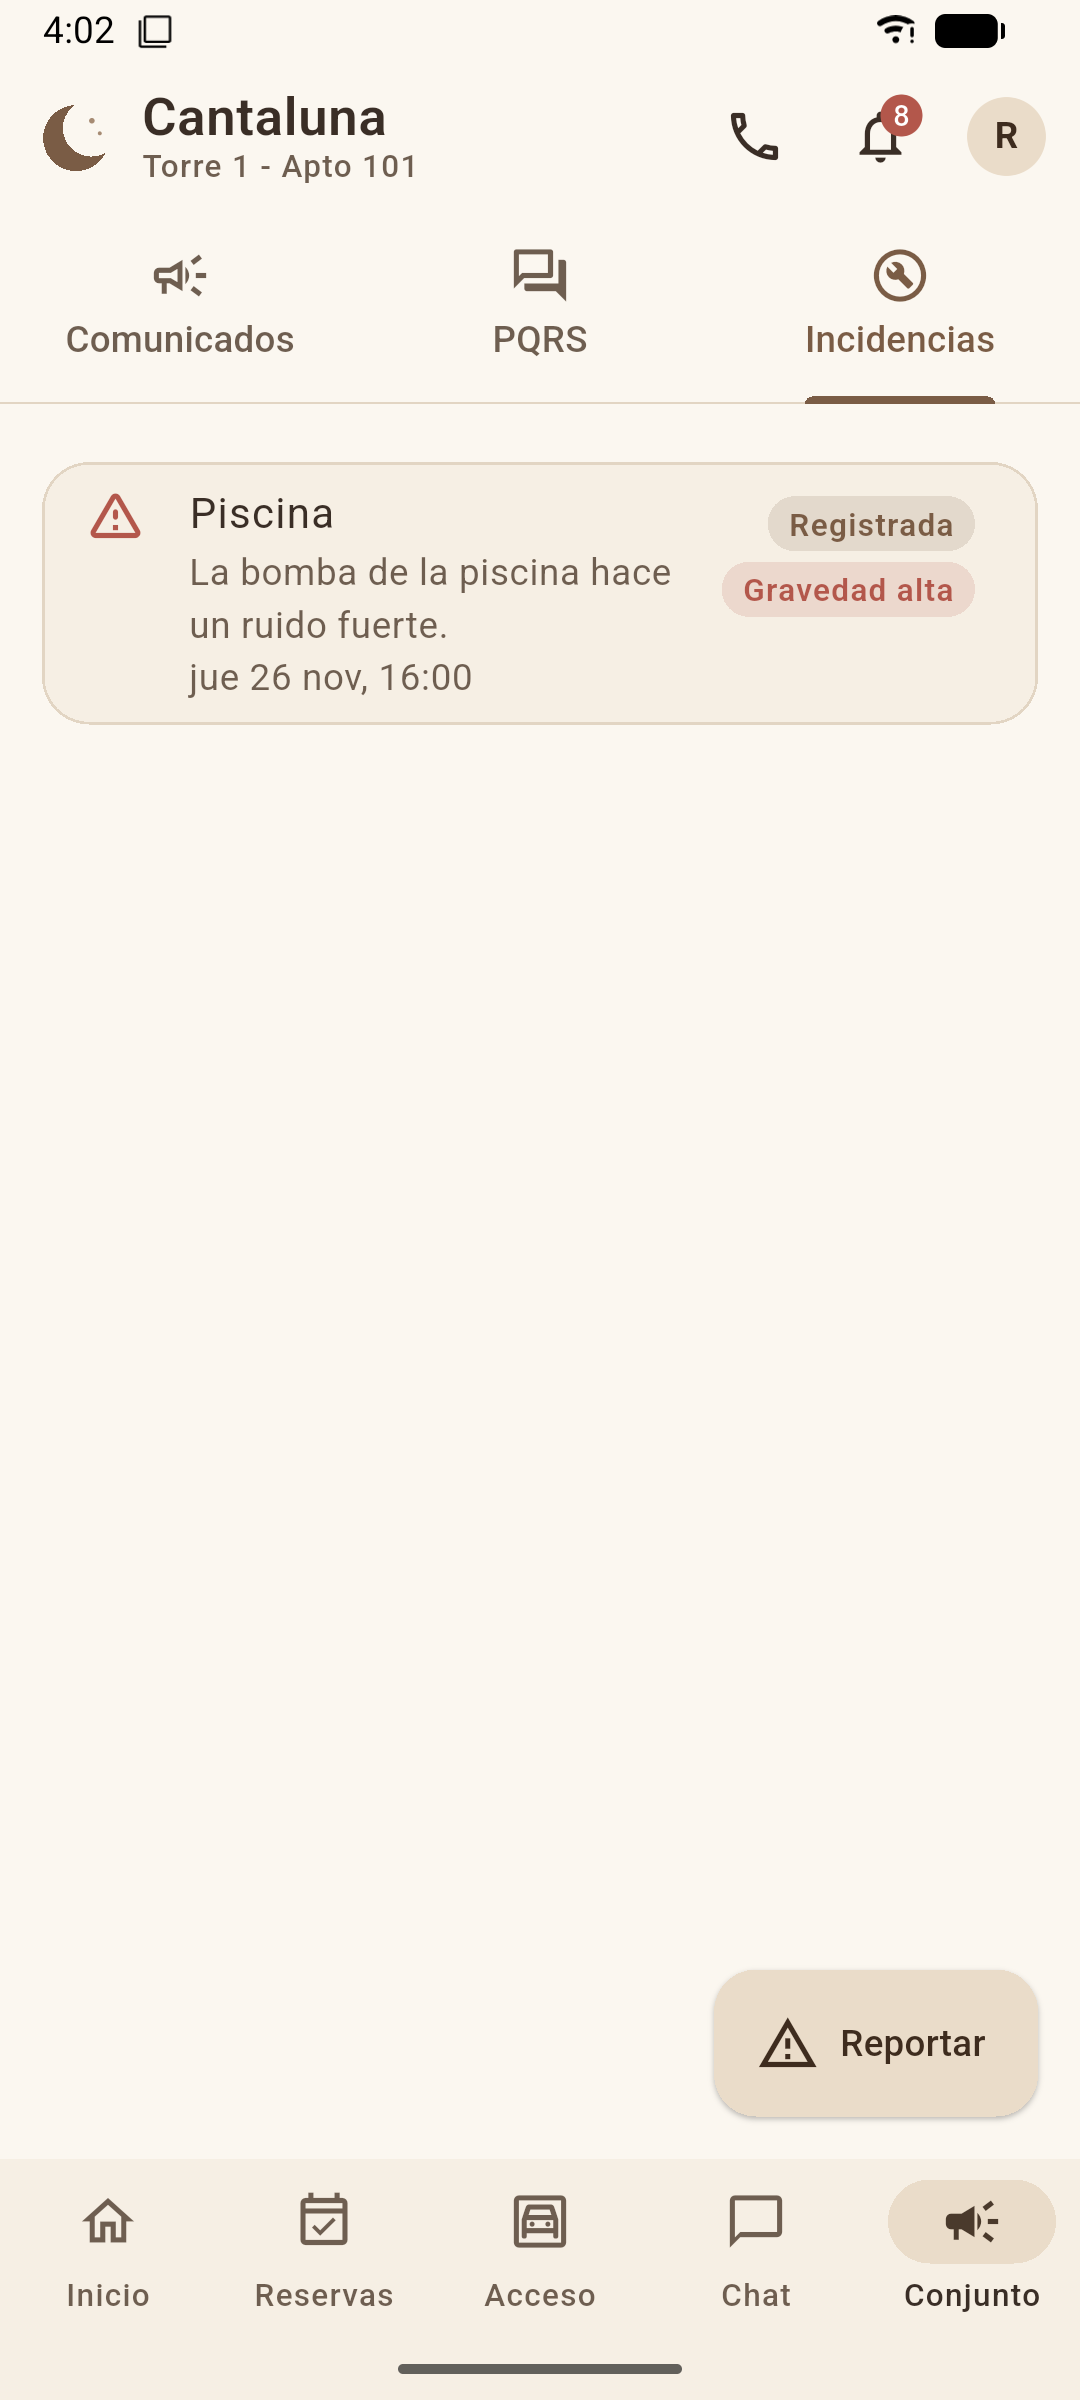 4:02
Cantaluna
8
R
Torre 1 - Apto 101
Comunicados
PQRS
Incidencias
Piscina
Registrada
La bomba de la piscina hace
Gravedad alta
un ruido fuerte.
jue 26 nov, 16:00
Reportar
Inicio
Reservas
Acceso
Chat
Conjunto